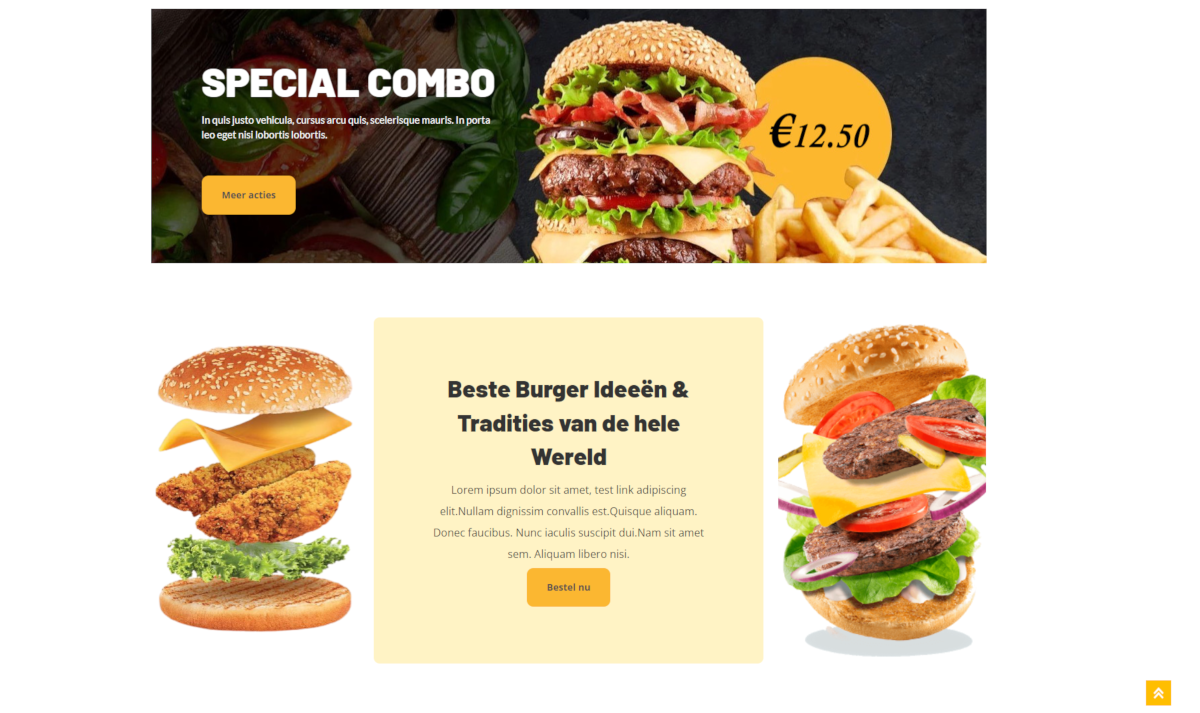 SPECIAL COMBO
In quis justo vehicula, cursus arcu quis, scelerisque mauris. In porta
leo eget nisi lobortis lobortis.
€12.50
Meer acties
Beste Burger Ideeën &
Tradities van de hele
Wereld
Lorem ipsum dolor sit amet, test link adipiscing
elit.Nullam dignissim convallis est.Quisque aliquam.
Donec faucibus. Nunc iaculis suscipit dui.Nam sit amet
sem. Aliquam libero nisi.
Bestel nu